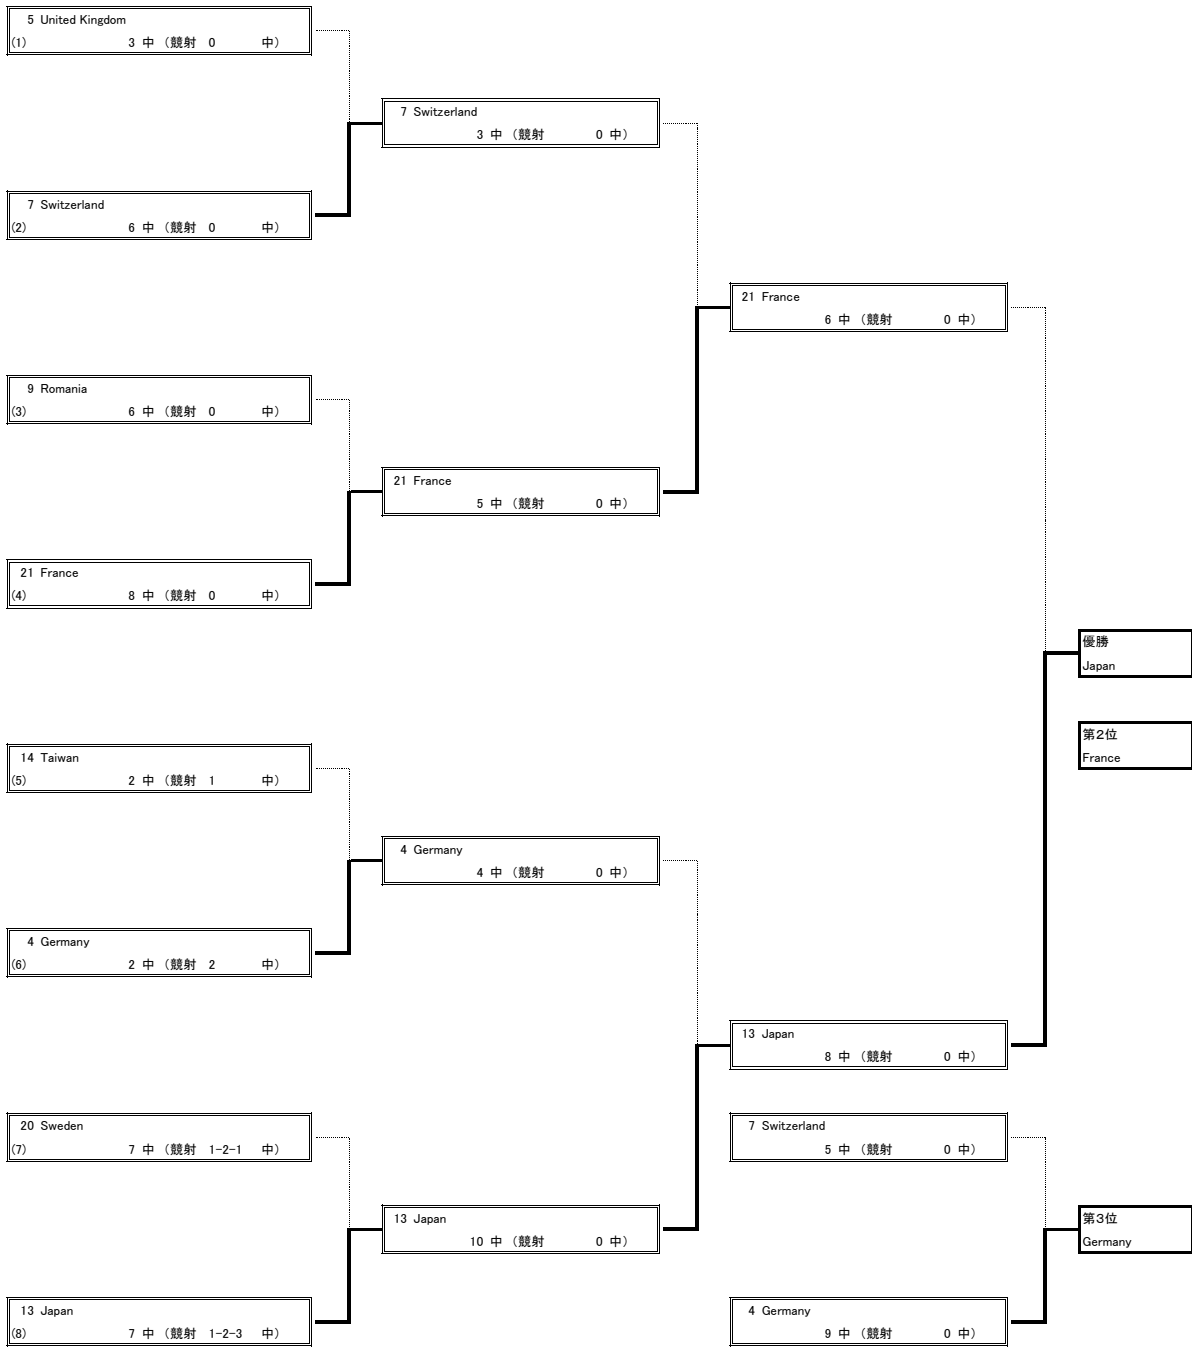 5 United Kingdom
(1) 3 中 (競射 0 中)
7 Switzerland
3 中 (競射 0 中)
7 Switzerland
(2) 6 中 (競射 0 中)
21 France
6 中 (競射 0 中)
9 Romania
(3) 6 中 (競射 0 中)
21 France
5 中 (競射 0 中)
21 France
(4) 8 中 (競射 0 中)
優勝
Japan
第2位
France
14 Taiwan
(5) 2 中 (競射 1 中)
4 Germany
4 中 (競射 0 中)
4 Germany
(6) 2 中 (競射 2 中)
13 Japan
8 中 (競射 0 中)
20 Sweden
(7) 7 中 (競射 1-2-1 中)
7 Switzerland
5 中 (競射 0 中)
13 Japan
10 中 (競射 0 中)
第3位
Germany
13 Japan
(8) 7 中 (競射 1-2-3 中)
4 Germany
9 中 (競射 0 中)